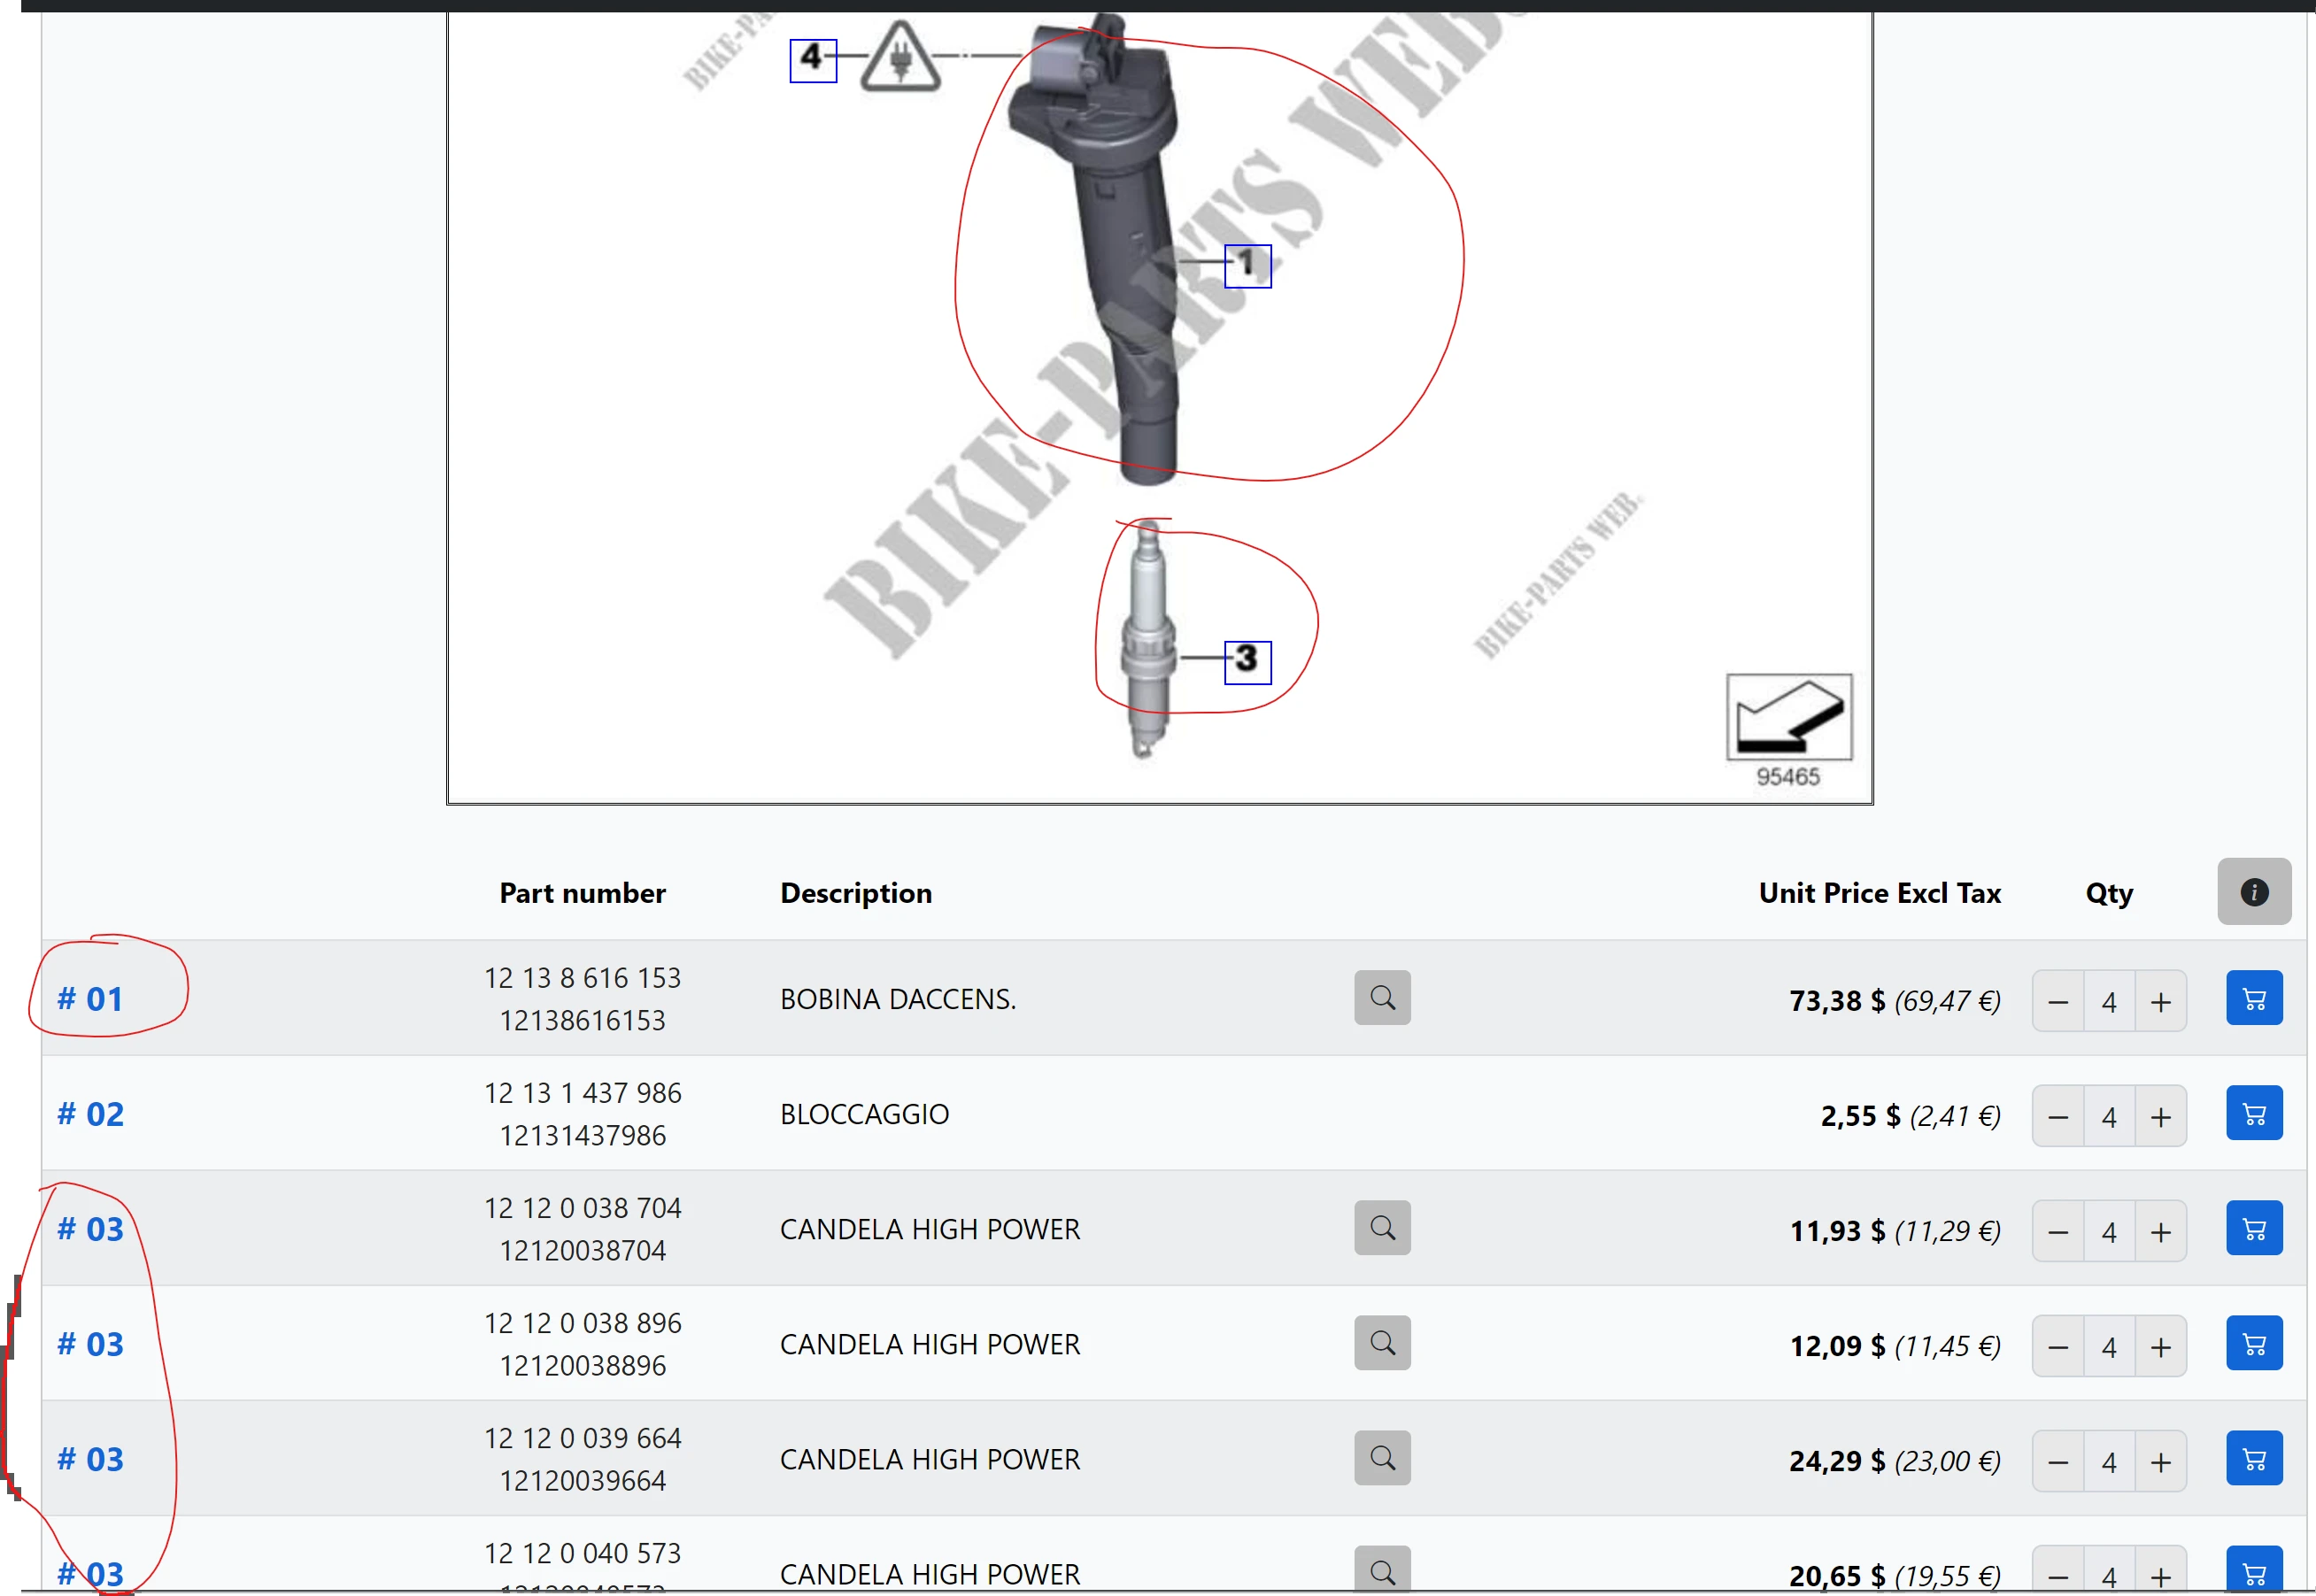 BIKE-PA
4
BIKE-PARTS WEB
1
3
BIKE-PARTS WEB.
95465
Part number Description Unit Price Excl Tax Qty
# 01 12 13 8 616 153 BOBINA DACCENS. 73,38 $ (69,47 €) − 4 +
12138616153
# 02 12 13 1 437 986 BLOCCAGGIO 2,55 $ (2,41 €) − 4 +
12131437986
# 03 12 12 0 038 704 CANDELA HIGH POWER 11,93 $ (11,29 €) − 4 +
12120038704
# 03 12 12 0 038 896 CANDELA HIGH POWER 12,09 $ (11,45 €) − 4 +
12120038896
# 03 12 12 0 039 664 CANDELA HIGH POWER 24,29 $ (23,00 €) − 4 +
12120039664
# 03 12 12 0 040 573 CANDELA HIGH POWER 20,65 $ (19,55 €) − 4 +